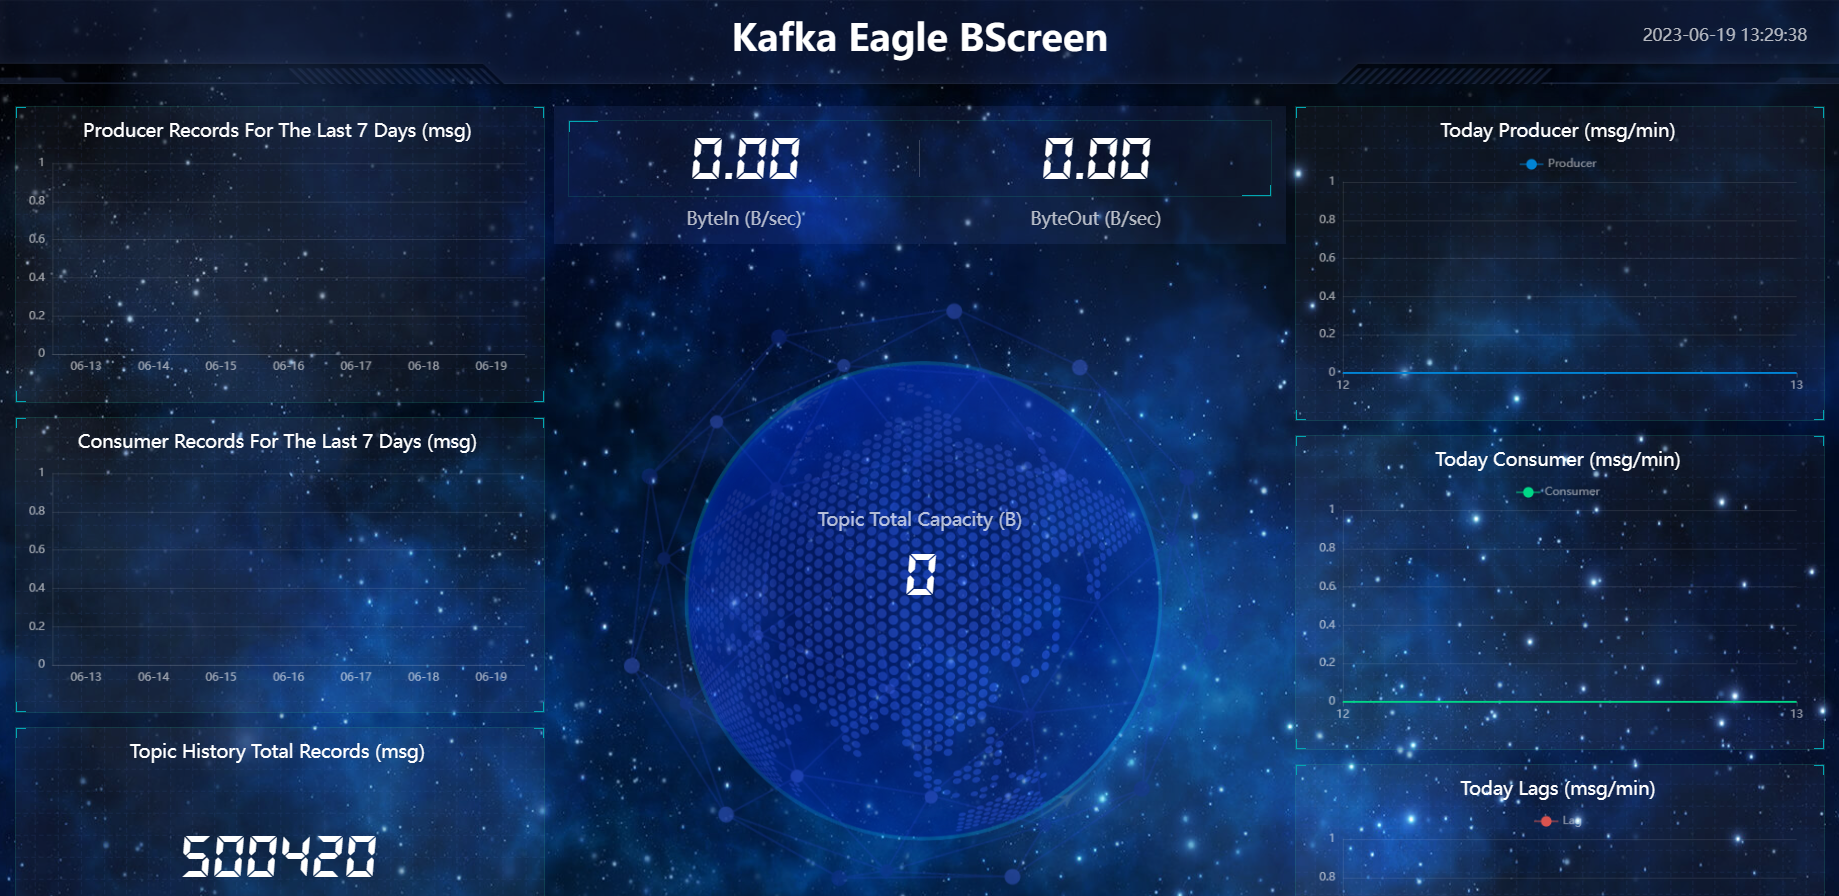 Kafka Eagle BScreen
2023-06-19 13:29:38
Producer Records For The Last 7 Days (msg)
1
0.8
0.6
0.4
0.2
0
06-13 06-14 06-15 06-16 06-17 06-18 06-19
Consumer Records For The Last 7 Days (msg)
1
0.8
0.6
0.4
0.2
0
06-13 06-14 06-15 06-16 06-17 06-18 06-19
Topic History Total Records (msg)
500420
0.00 0.00
ByteIn (B/sec) ByteOut (B/sec)
Topic Total Capacity (B)
0
Today Producer (msg/min)
Producer
1
0.8
0.6
0.4
0.2
0
12 13
Today Consumer (msg/min)
Consumer
1
0.8
0.6
0.4
0.2
0
12 13
Today Lags (msg/min)
Lag
1
0.8